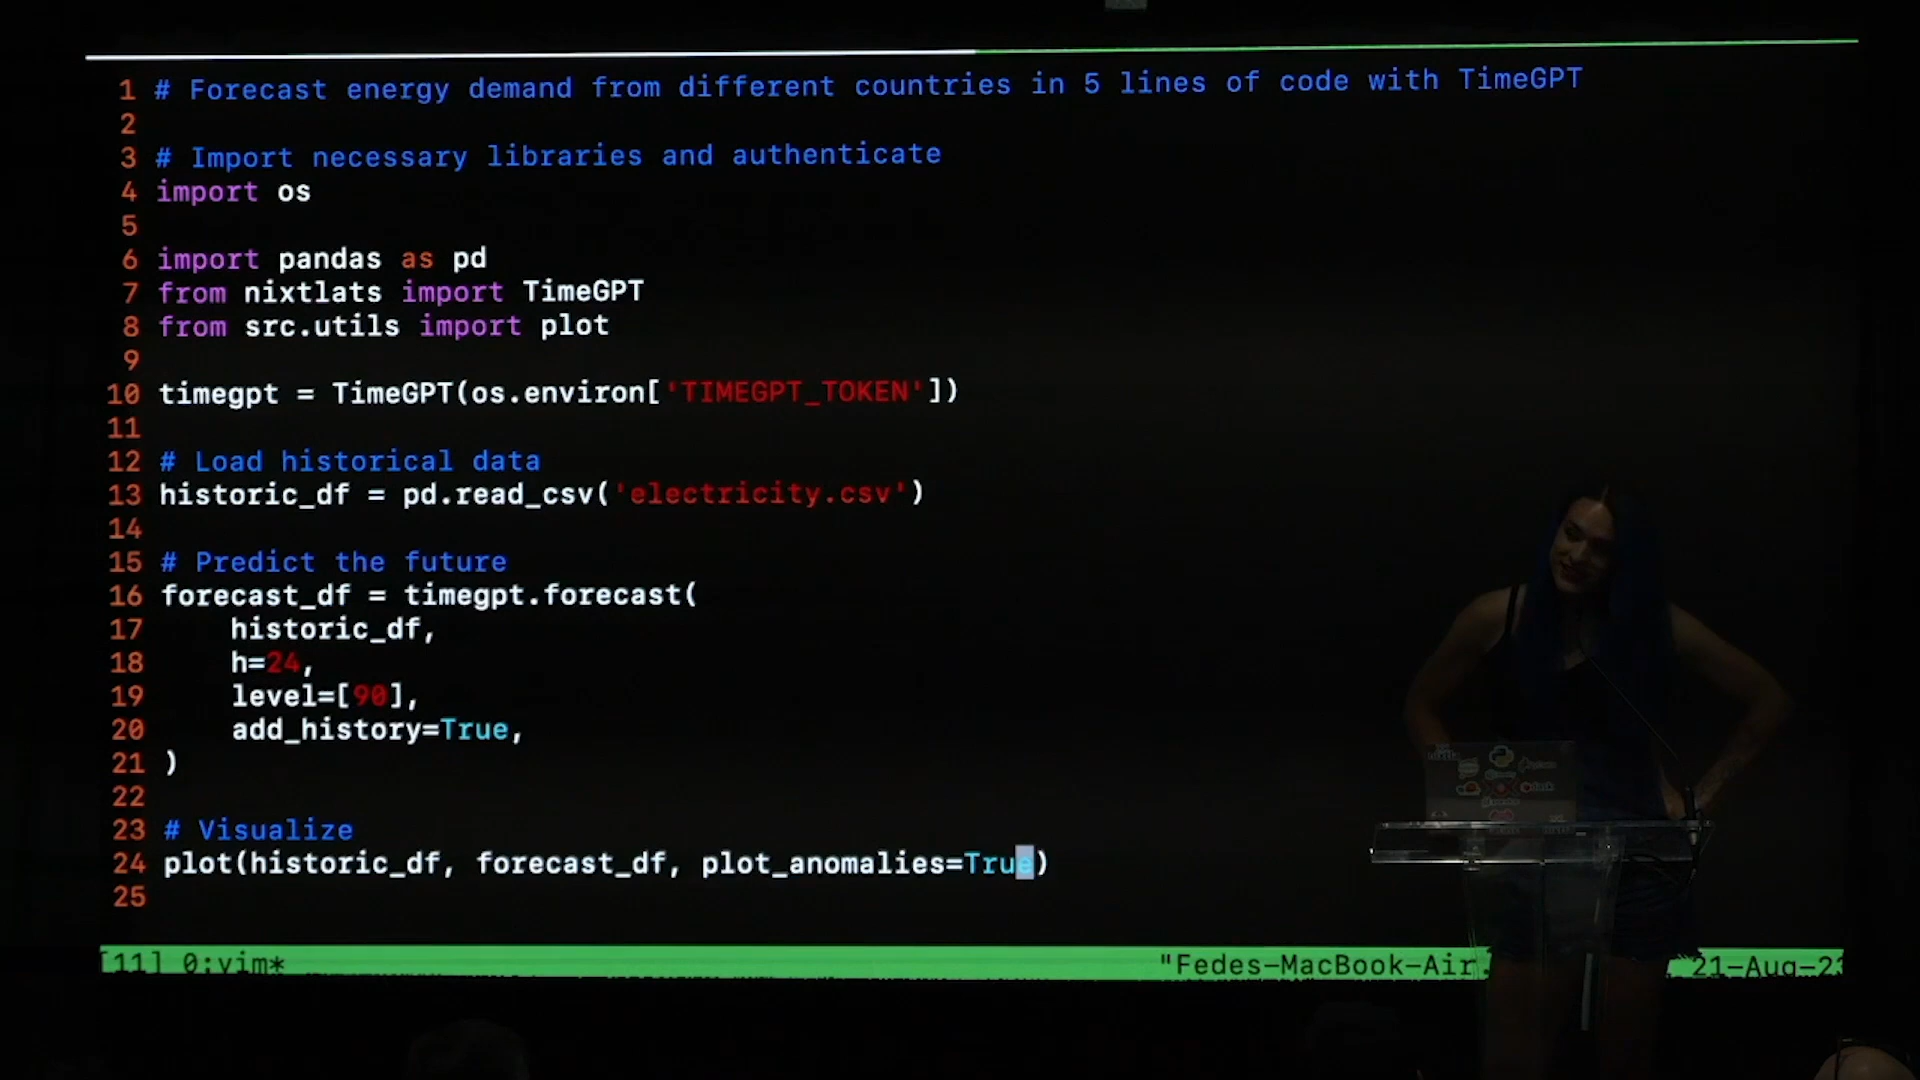 1 # Forecast energy demand from different countries in 5 lines of code with TimeGPT
2
3 # Import necessary libraries and authenticate
4 import os
5
6 import pandas as pd
7 from nixtlats import TimeGPT
8 from src.utils import plot
9
10 timegpt = TimeGPT(os.environ['TIMEGPT_TOKEN'])
11
12 # Load historical data
13 historic_df = pd.read_csv('electricity.csv')
14
15 # Predict the future
16 forecast_df = timegpt.forecast(
17     historic_df,
18     h=24,
19     level=[90],
20     add_history=True,
21 )
22
23 # Visualize
24 plot(historic_df, forecast_df, plot_anomalies=True)
25
[11] 0:vim* "Fedes-MacBook-Air. 21-Aug-23